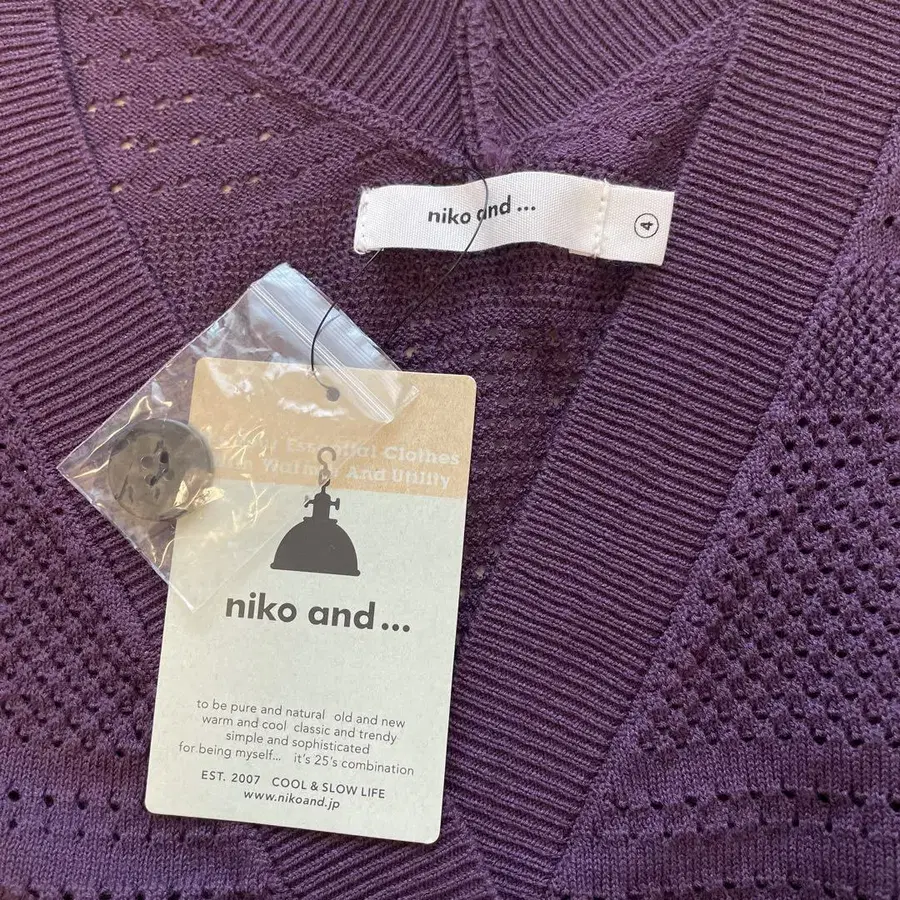 niko and ...
4
Essential Clothes
And Utility
niko and ...
to be pure and natural old and new
warm and cool classic and trendy
simple and sophisticated
for being myself... it's 25's combination
EST. 2007 COOL & SLOW LIFE
www.nikoand.jp